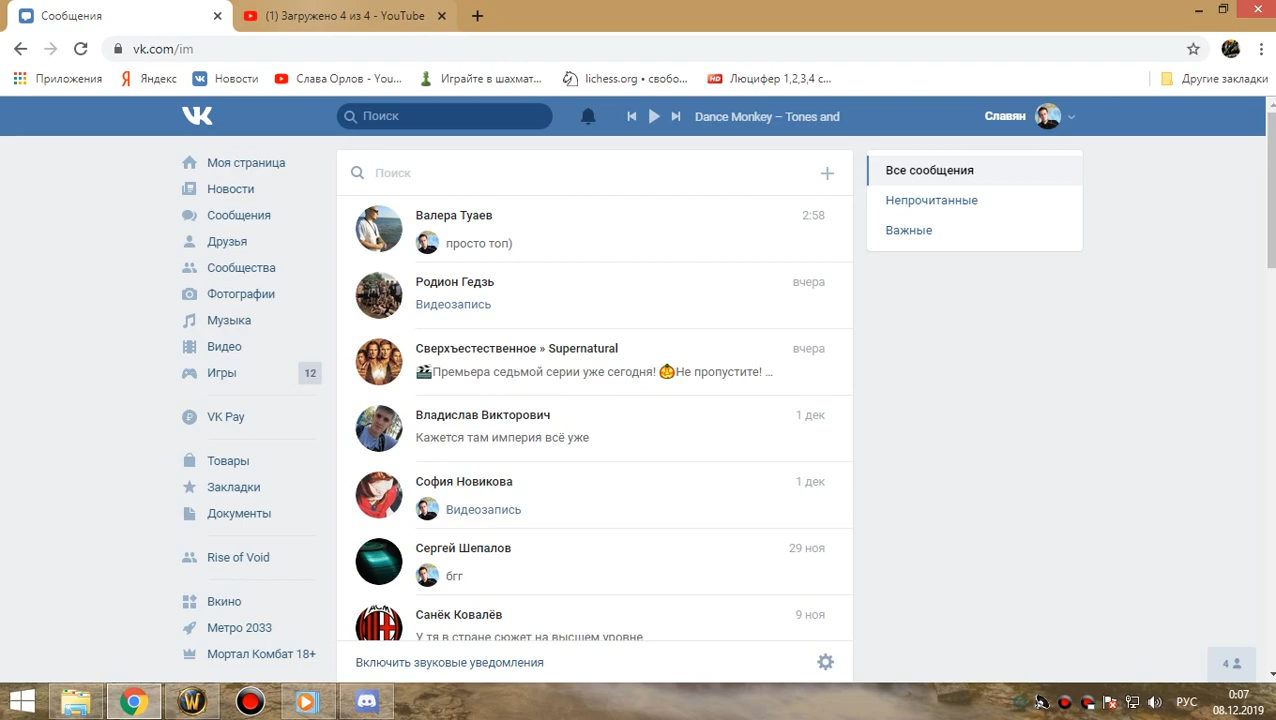 Сообщения
(1) Загружено 4 из 4 - YouTube
vk.com/im
Приложения
Яндекс
Новости
Слава Орлов - You...
Играйте в шахмат...
lichess.org • свобо...
HD
Люцифер 1,2,3,4 с...
Другие закладки
Поиск
Dance Monkey – Tones and
Славян
Моя страница
Новости
Сообщения
Друзья
Сообщества
Фотографии
Музыка
Видео
Игры 12
VK Pay
Товары
Закладки
Документы
Rise of Void
Вкино
Метро 2033
Мортал Комбат 18+
Поиск
Валера Туаев 2:58
просто топ)
Родион Гедзь вчера
Видеозапись
Сверхъестественное » Supernatural вчера
🎬Премьера седьмой серии уже сегодня! 🎃Не пропустите! ...
Владислав Викторович 1 дек
Кажется там империя всё уже
София Новикова 1 дек
Видеозапись
Сергей Шепалов 29 ноя
бгг
Санёк Ковалёв 9 ноя
У тя в стране сюжет на высшем уровне
Включить звуковые уведомления
Все сообщения
Непрочитанные
Важные
4
РУС
0:07
08.12.2019